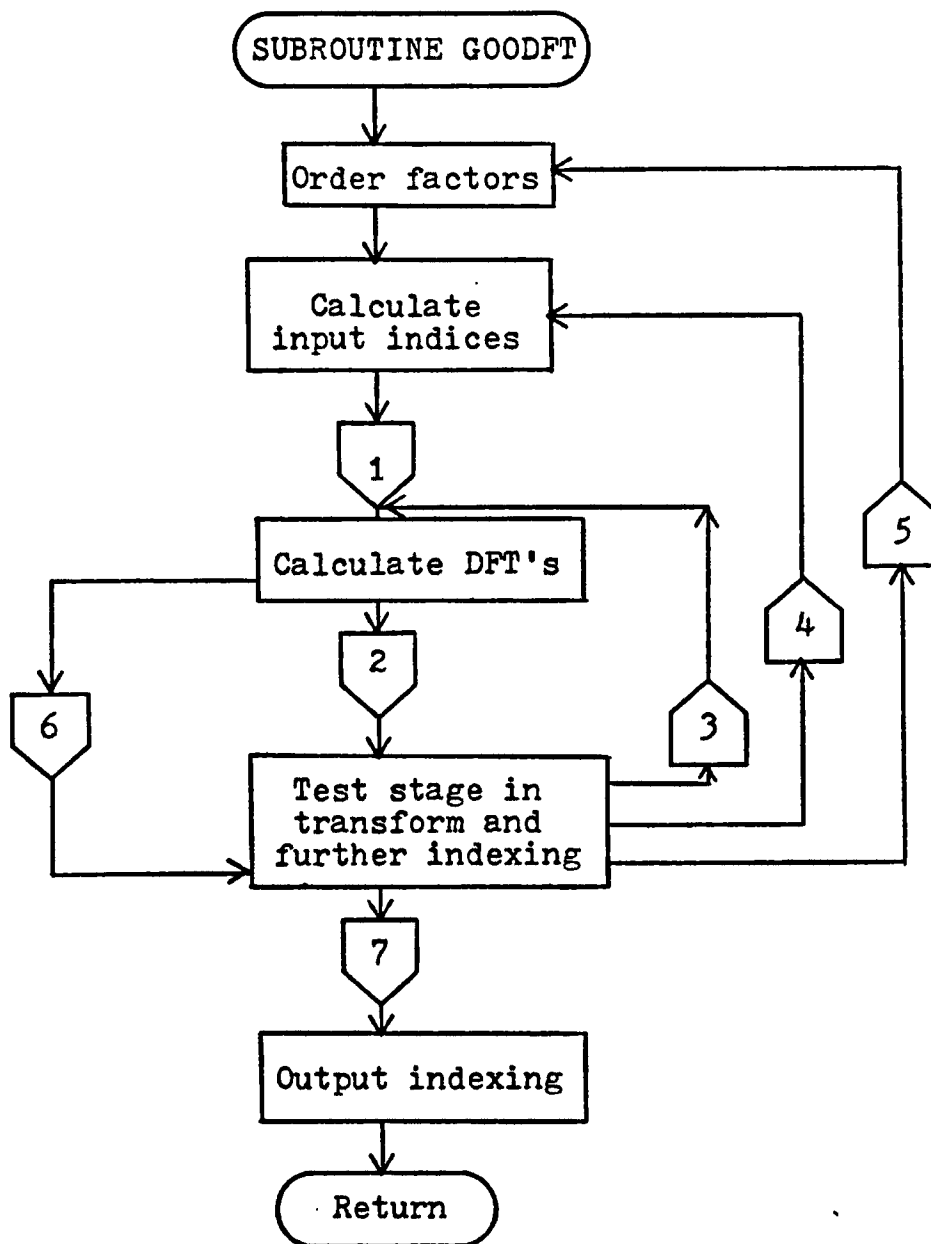 SUBROUTINE GOODFT
Order factors
Calculate
input indices
1
5
Calculate DFT's
4
2
3
6
Test stage in
transform and
further indexing
7
Output indexing
Return